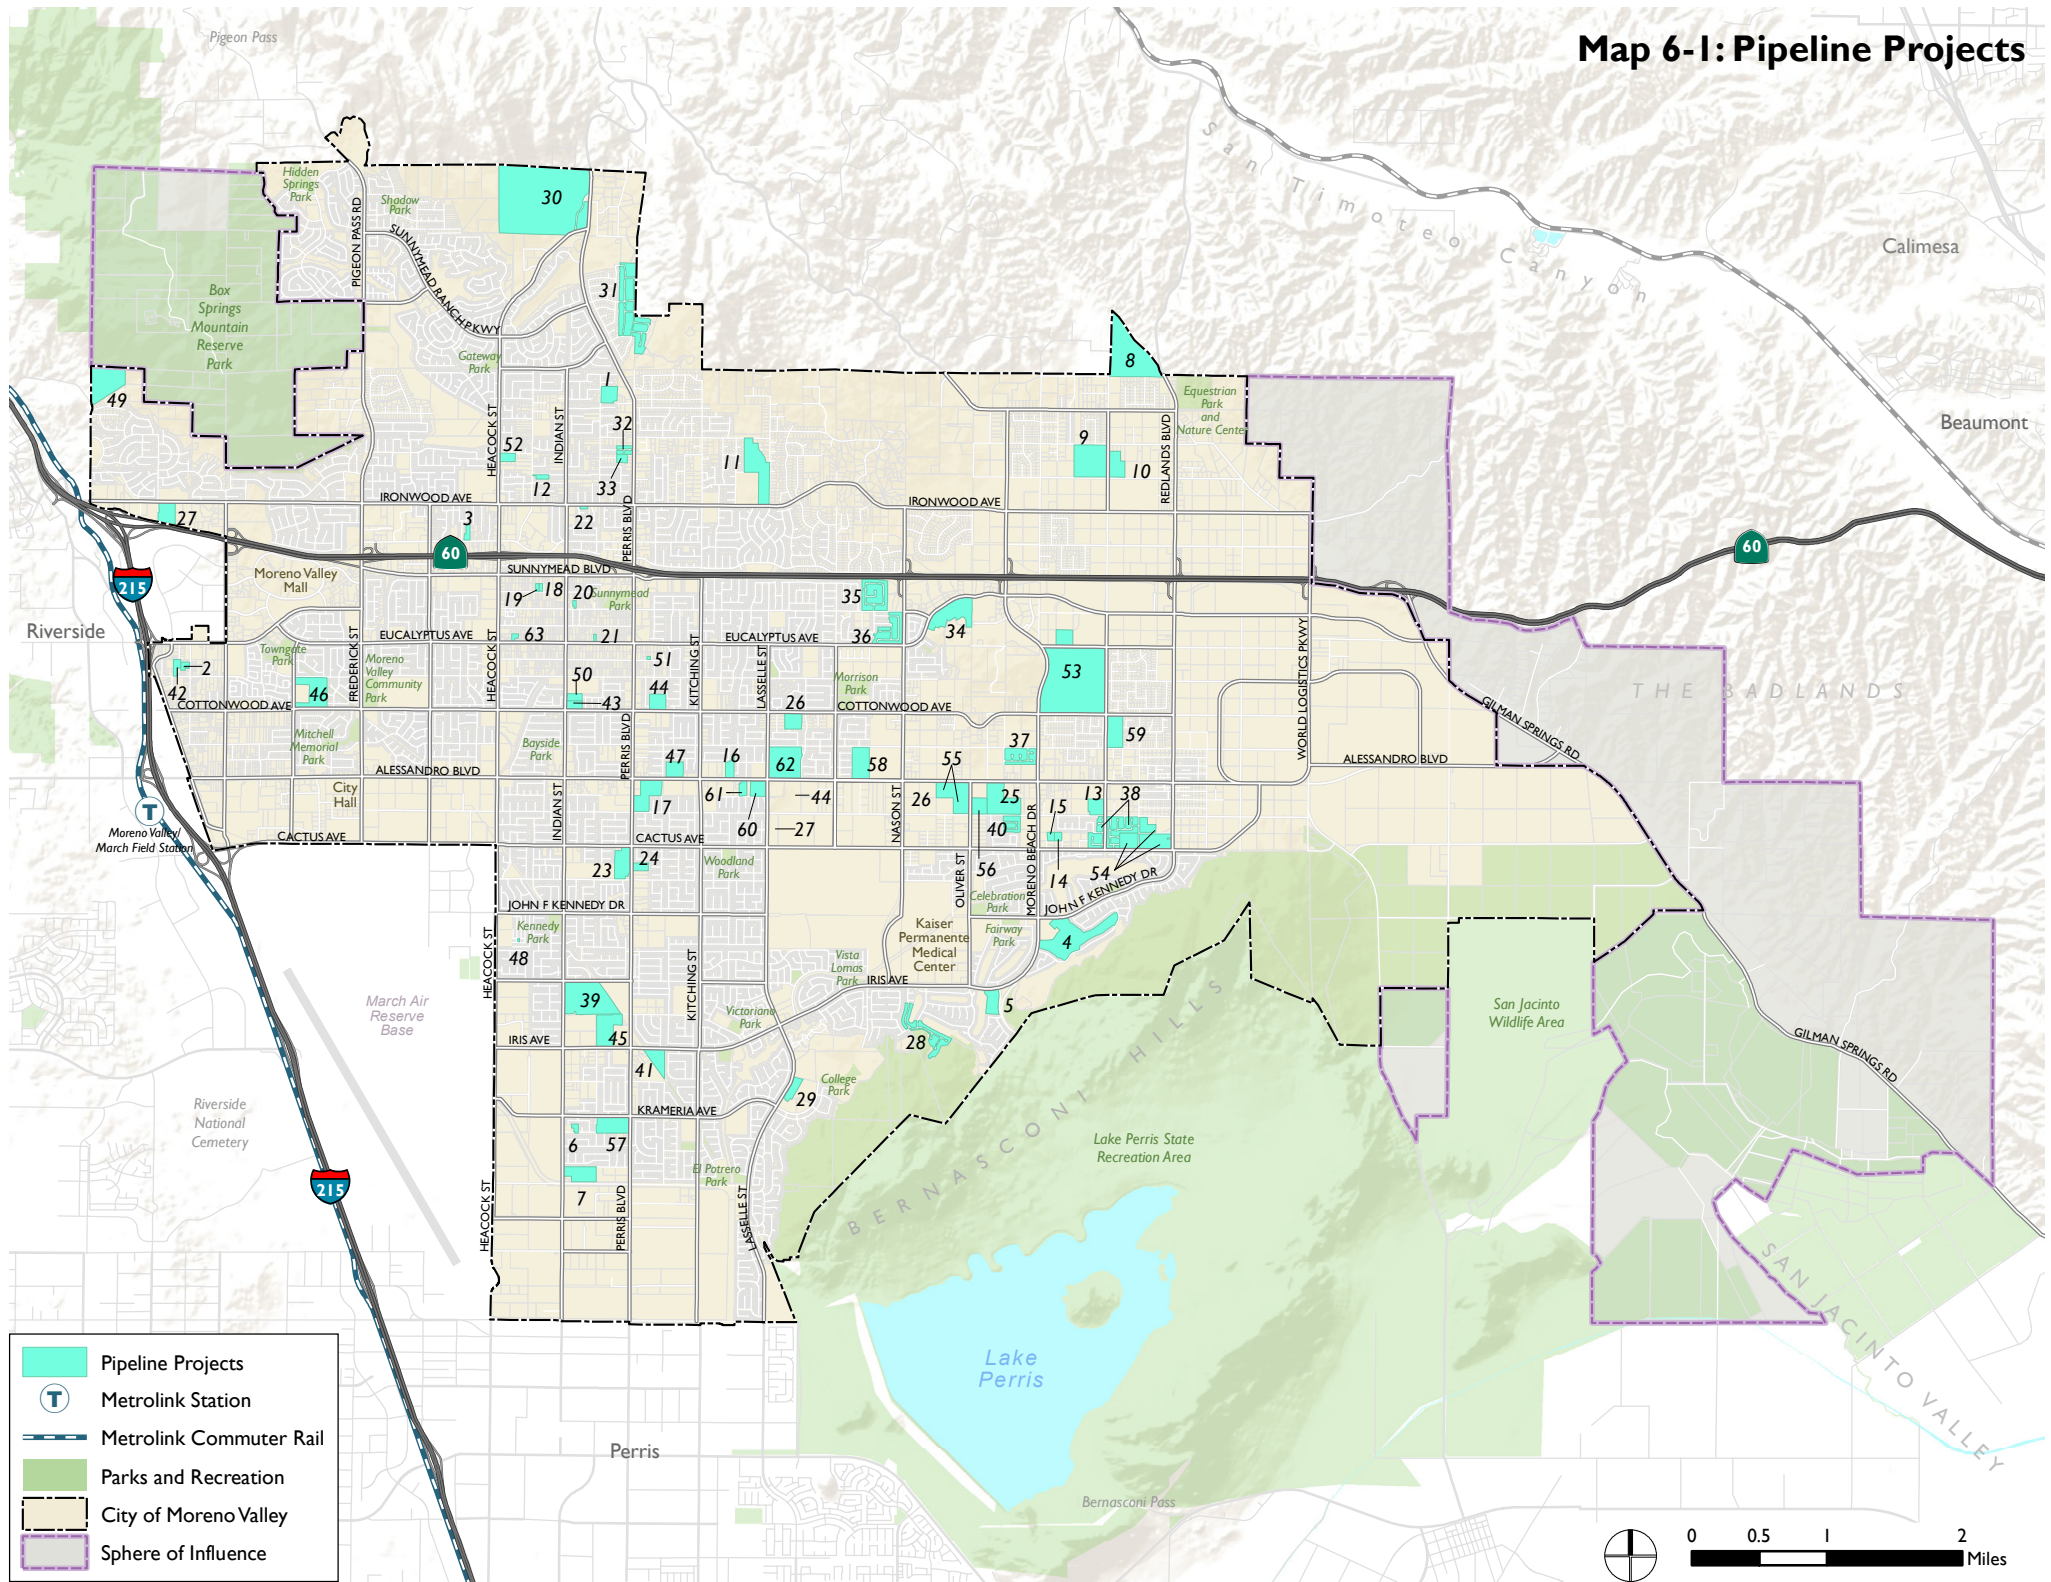 Map 6-1: Pipeline Projects
Pigeon Pass
San Timoteo Canyon
Calimesa
Hidden
Springs
Park
Shadow
Park
30
PIGEON PASS RD
SUNNYMEAD RANCH PKWY
31
Box
Springs
Mountain
Reserve
Park
Gateway
Park
8
1
49
Equestrian
Park
and
Nature Center
Beaumont
HEACOCK ST
INDIAN ST
32
52
9
11
10
REDLANDS BLVD
12
33
IRONWOOD AVE
IRONWOOD AVE
27
3
22
PERRIS BLVD
60
60
SUNNYMEAD BLVD
215
Moreno Valley
Mall
19
18
20
Sunnymead
Park
35
34
36
Riverside
EUCALYPTUS AVE
63
21
EUCALYPTUS AVE
Towngate
Park
FREDERICK ST
Moreno
Valley
Community
Park
HEACOCK ST
KITCHING ST
LASSELLE ST
51
53
WORLD LOGISTICS PKWY
2
42
46
50
44
43
Morrison
Park
26
COTTONWOOD AVE
COTTONWOOD AVE
THE BADLANDS
GILMAN SPRINGS RD
Mitchell
Memorial
Park
Bayside
Park
PERRIS BLVD
47
16
62
58
55
37
59
ALESSANDRO BLVD
ALESSANDRO BLVD
City
Hall
INDIAN ST
17
61
60
44
27
NASON ST
26
25
40
15
13
38
T
Moreno Valley/
March Field Station
CACTUS AVE
CACTUS AVE
MORENO BEACH DR
23
24
Woodland
Park
OLIVER ST
56
14
54
JOHN F KENNEDY DR
JOHN F KENNEDY DR
Celebration
Park
Kennedy
Park
48
HEACOCK ST
KITCHING ST
Kaiser
Permanente
Medical
Center
Fairway
Park
4
Vista
Lomas
Park
IRIS AVE
March Air
Reserve
Base
39
Victoriano
Park
5
San Jacinto
Wildlife Area
IRIS AVE
45
41
28
BERNASCONI HILLS
GILMAN SPRINGS RD
College
Park
29
Riverside
National
Cemetery
KRAMERIA AVE
6
57
Lake Perris State
Recreation Area
El Potrero
Park
215
HEACOCK ST
7
PERRIS BLVD
LASSELLE ST
SAN JACINTO VALLEY
Lake
Perris
Perris
Bernasconi Pass
Pipeline Projects
T
Metrolink Station
Metrolink Commuter Rail
Parks and Recreation
City of Moreno Valley
Sphere of Influence
0 0.5 1 2
Miles